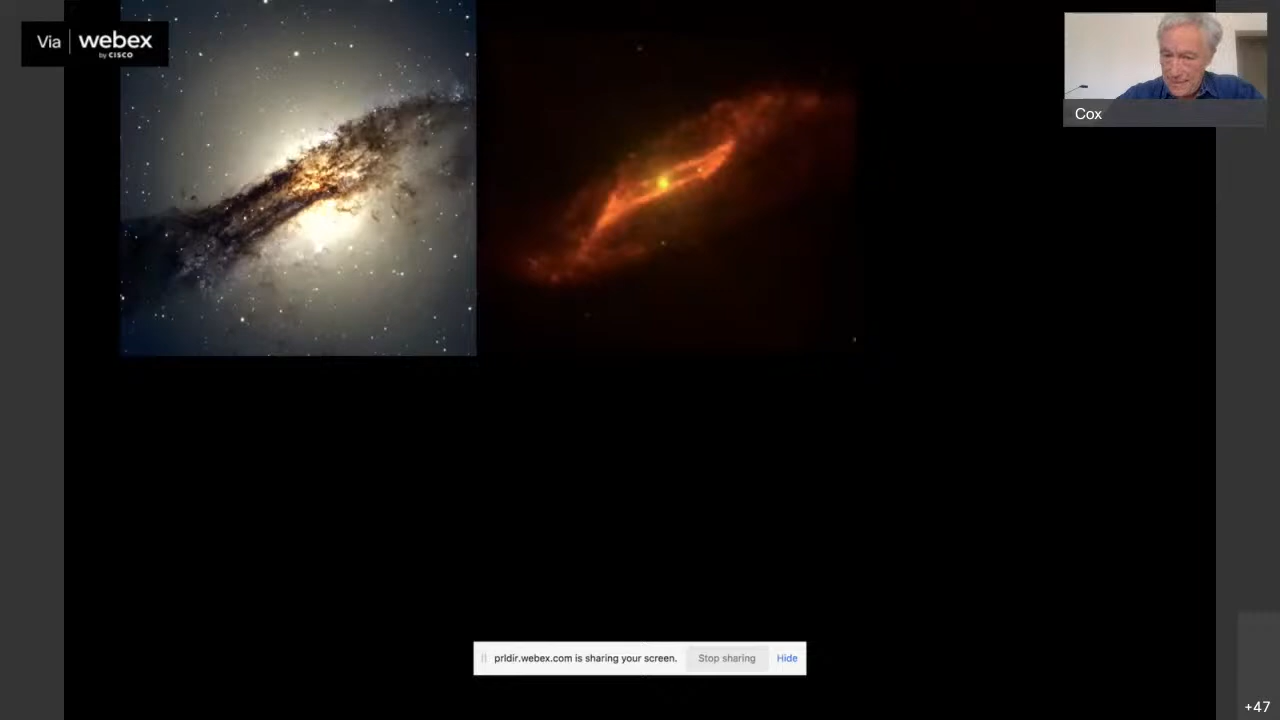 Via webex
by CISCO
Cox
prldir.webex.com is sharing your screen. Stop sharing Hide
+47